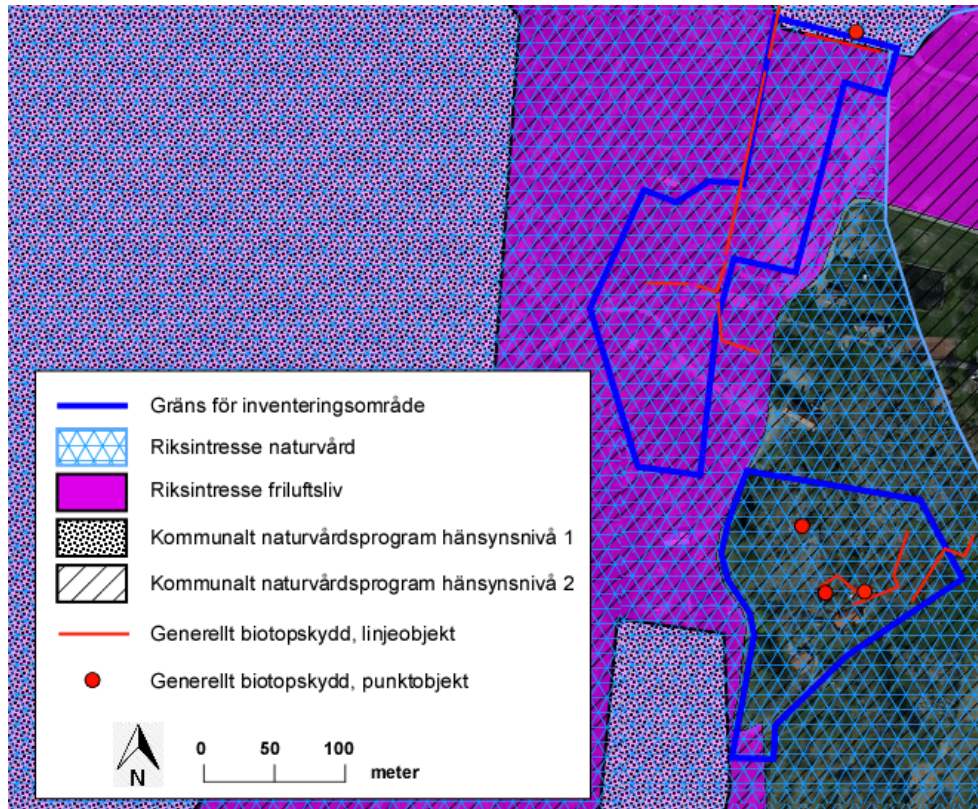 Gräns för inventeringsområde
Riksintresse naturvård
Riksintresse friluftsliv
Kommunalt naturvårdsprogram hänsynsnivå 1
Kommunalt naturvårdsprogram hänsynsnivå 2
Generellt biotopskydd, linjeobjekt
Generellt biotopskydd, punktobjekt
N
0 50 100
meter